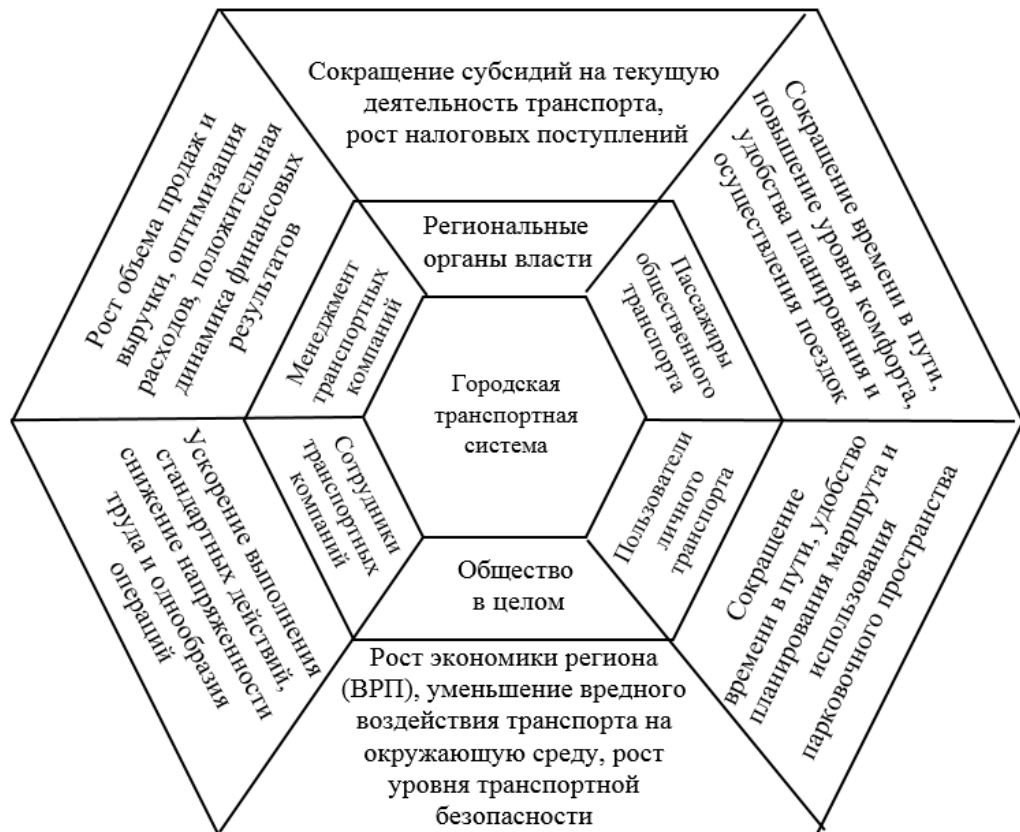 Сокращение субсидий на текущую
деятельность транспорта,
рост налоговых поступлений
Региональные
органы власти
Рост объема продаж и
выручки, оптимизация
расходов, положительная
динамика финансовых
результатов
Менеджмент
транспортных
компаний
Пассажиры
общественного
транспорта
Сокращение времени в пути,
повышение уровня комфорта,
удобства планирования и
осуществления поездок
Городская
транспортная
система
Ускорение выполнения
стандартных действий,
снижение напряженности
труда и однообразия
операций
Сотрудники
транспортных
компаний
Пользователи
личного
транспорта
Сокращение
времени в пути, удобство
планирования маршрута и
использования
парковочного пространства
Общество
в целом
Рост экономики региона
(ВРП), уменьшение вредного
воздействия транспорта на
окружающую среду, рост
уровня транспортной
безопасности